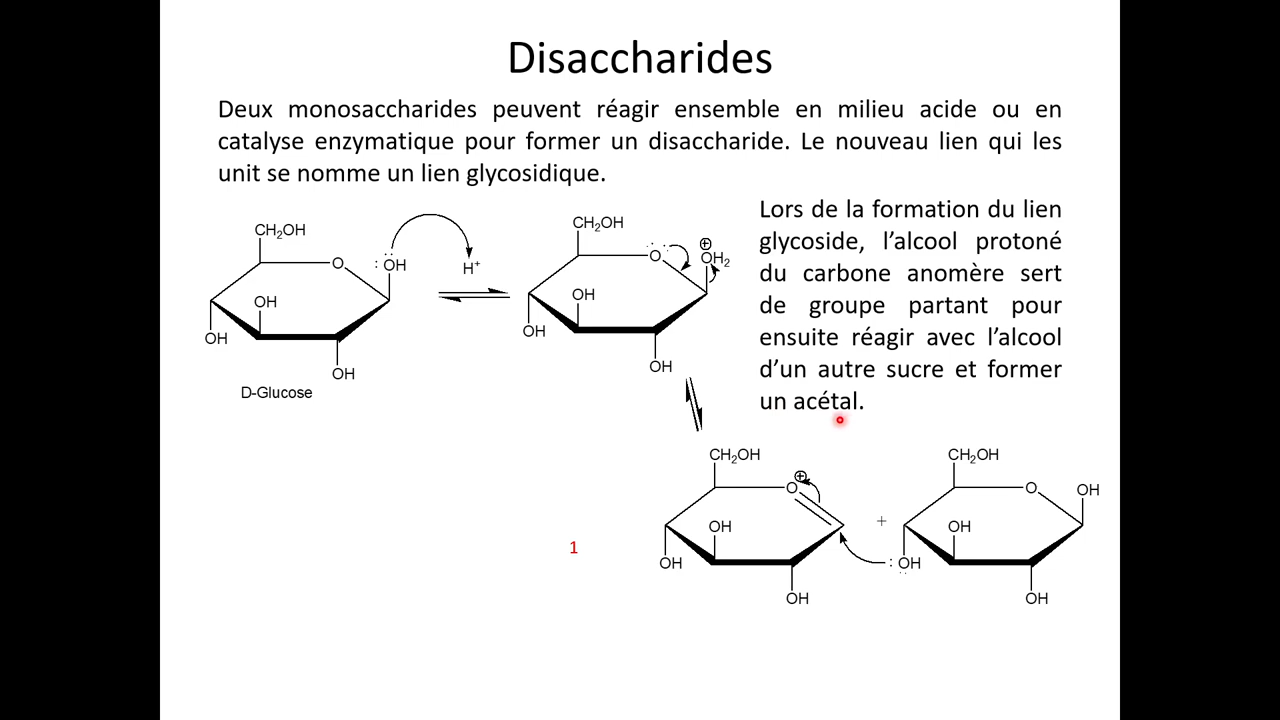 Disaccharides
Deux monosaccharides peuvent réagir ensemble en milieu acide ou en
catalyse enzymatique pour former un disaccharide. Le nouveau lien qui les
unit se nomme un lien glycosidique.
Lors de la formation du lien
glycoside, l’alcool protoné
du carbone anomère sert
de groupe partant pour
ensuite réagir avec l’alcool
d’un autre sucre et former
un acétal.
CH₂OH
O
:OH
OH
OH
OH
D-Glucose
H⁺
CH₂OH
O
⊕
OH₂
OH
OH
OH
CH₂OH
⊕
O
OH
OH
OH
+
CH₂OH
O
OH
OH
:OH
OH
1